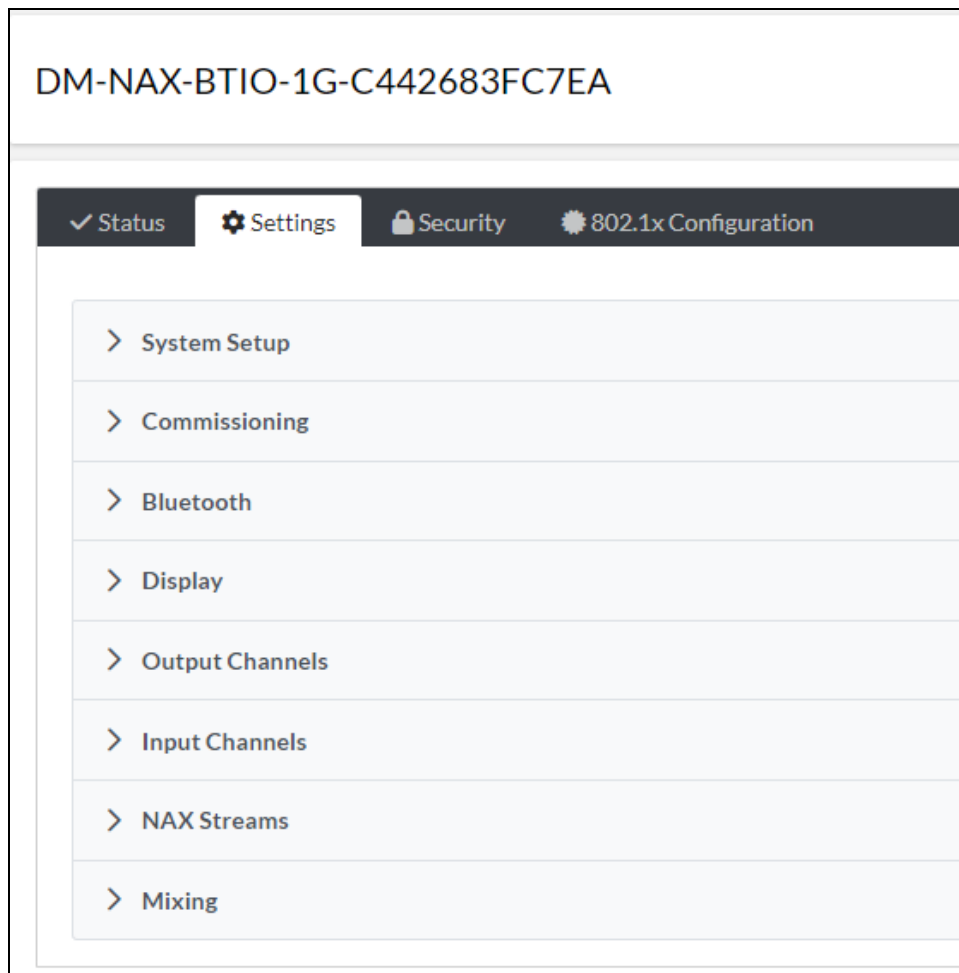 DM-NAX-BTIO-1G-C442683FC7EA
Status Settings Security 802.1x Configuration
System Setup
Commissioning
Bluetooth
Display
Output Channels
Input Channels
NAX Streams
Mixing